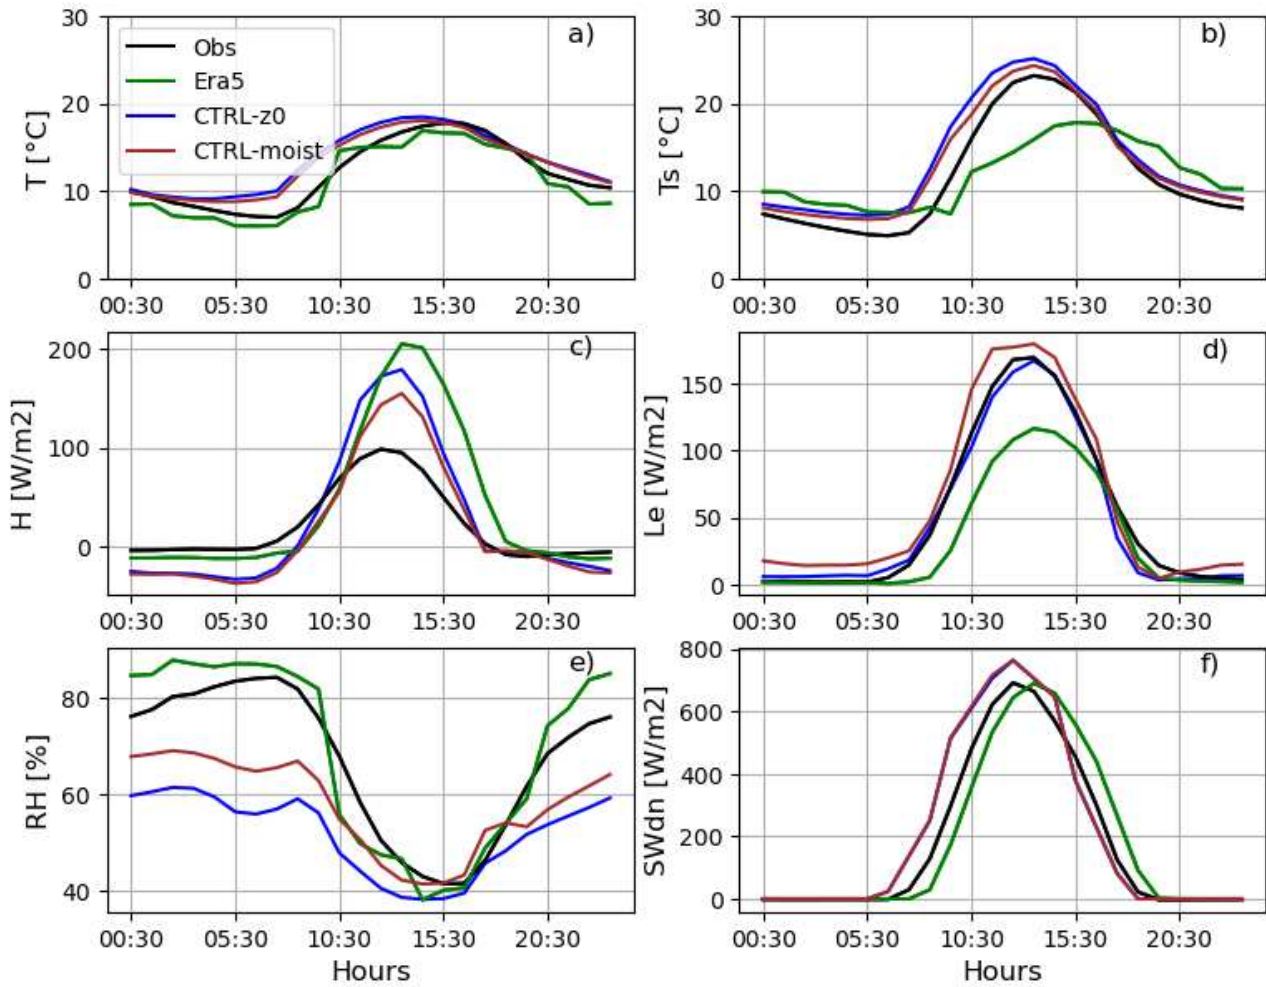 a)
T [°C]
30
20
10
0
Obs
Era5
CTRL-z0
CTRL-moist
00:30 05:30 10:30 15:30 20:30
b)
Ts [°C]
30
20
10
0
00:30 05:30 10:30 15:30 20:30
c)
H [W/m2]
200
100
0
00:30 05:30 10:30 15:30 20:30
d)
Le [W/m2]
150
100
50
0
00:30 05:30 10:30 15:30 20:30
e)
RH [%]
80
60
40
00:30 05:30 10:30 15:30 20:30
Hours
f)
SWdn [W/m2]
800
600
400
200
0
00:30 05:30 10:30 15:30 20:30
Hours